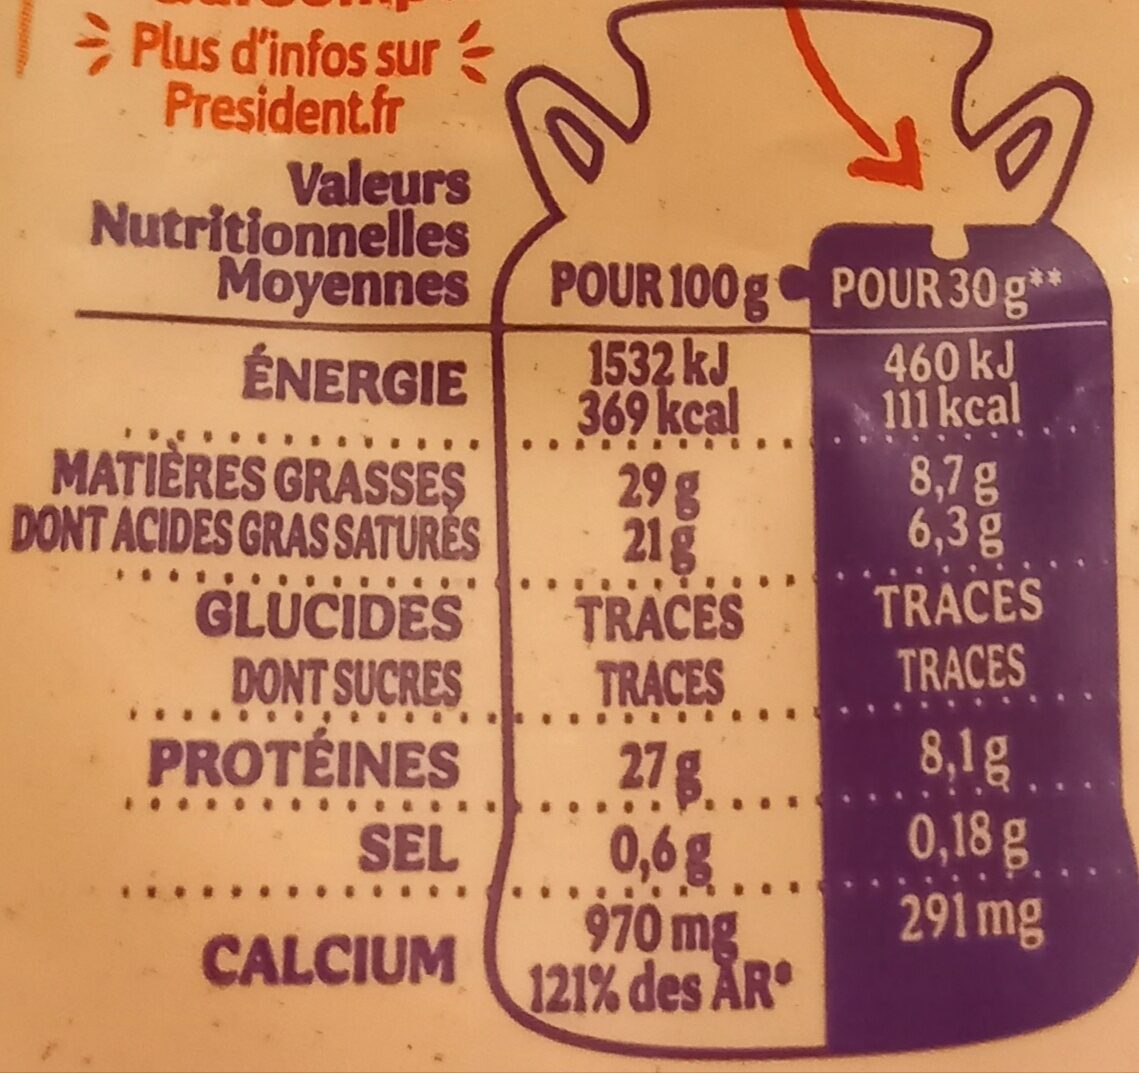 Plus d'infos sur
President.fr
Valeurs
Nutritionnelles
Moyennes
POUR 100 g POUR 30 g**
ÉNERGIE 1532 kJ 460 kJ
369 kcal 111 kcal
MATIÈRES GRASSES 29 g 8,7 g
DONT ACIDES GRAS SATURÉS 21 g 6,3 g
GLUCIDES TRACES TRACES
DONT SUCRES TRACES TRACES
PROTÉINES 27 g 8,1 g
SEL 0,6 g 0,18 g
CALCIUM 970 mg 291 mg
121% des AR*